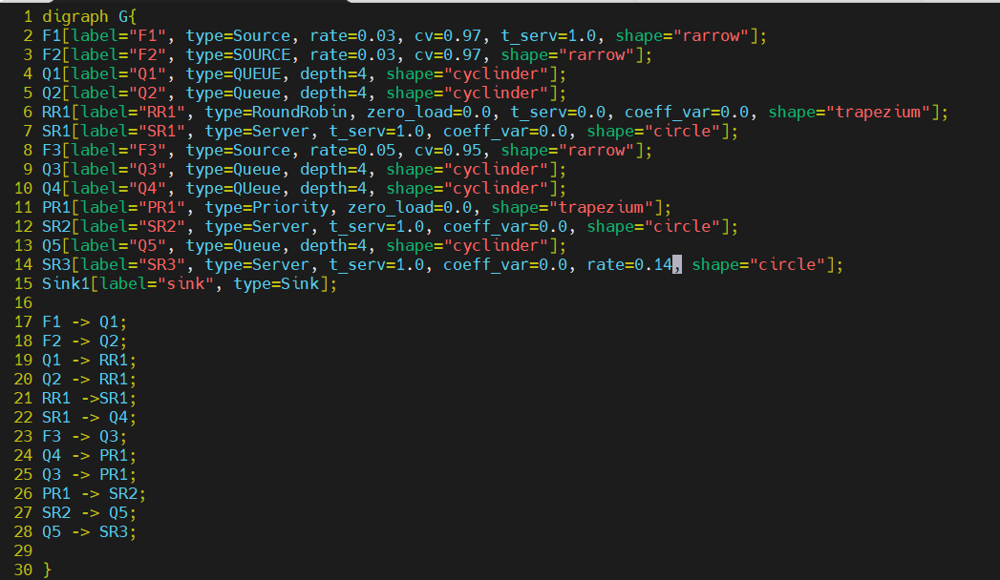 1 digraph G{
2 F1[label="F1", type=Source, rate=0.03, cv=0.97, t_serv=1.0, shape="rarrow"];
3 F2[label="F2", type=SOURCE, rate=0.03, cv=0.97, shape="rarrow"];
4 Q1[label="Q1", type=QUEUE, depth=4, shape="cyclinder"];
5 Q2[label="Q2", type=Queue, depth=4, shape="cyclinder"];
6 RR1[label="RR1", type=RoundRobin, zero_load=0.0, t_serv=0.0, coeff_var=0.0, shape="trapezium"];
7 SR1[label="SR1", type=Server, t_serv=1.0, coeff_var=0.0, shape="circle"];
8 F3[label="F3", type=Source, rate=0.05, cv=0.95, shape="rarrow"];
9 Q3[label="Q3", type=Queue, depth=4, shape="cyclinder"];
10 Q4[label="Q4", type=QUeue, depth=4, shape="cyclinder"];
11 PR1[label="PR1", type=Priority, zero_load=0.0, shape="trapezium"];
12 SR2[label="SR2", type=Server, t_serv=1.0, coeff_var=0.0, shape="circle"];
13 Q5[label="Q5", type=Queue, depth=4, shape="cyclinder"];
14 SR3[label="SR3", type=Server, t_serv=1.0, coeff_var=0.0, rate=0.14, shape="circle"];
15 Sink1[label="sink", type=Sink];
16
17 F1 -> Q1;
18 F2 -> Q2;
19 Q1 -> RR1;
20 Q2 -> RR1;
21 RR1 ->SR1;
22 SR1 -> Q4;
23 F3 -> Q3;
24 Q4 -> PR1;
25 Q3 -> PR1;
26 PR1 -> SR2;
27 SR2 -> Q5;
28 Q5 -> SR3;
29
30 }